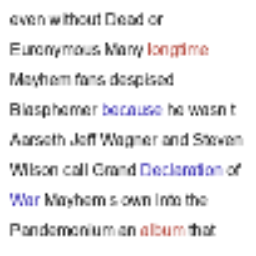 even without Dead or
Euronymous Many longtime
Mayhem fans despised
Blasphemer because he wasn t
Aarseth Jeff Wagner and Steven
Wilson call Grand Declaration of
War Mayhem s own Into the
Pandemonium an album that